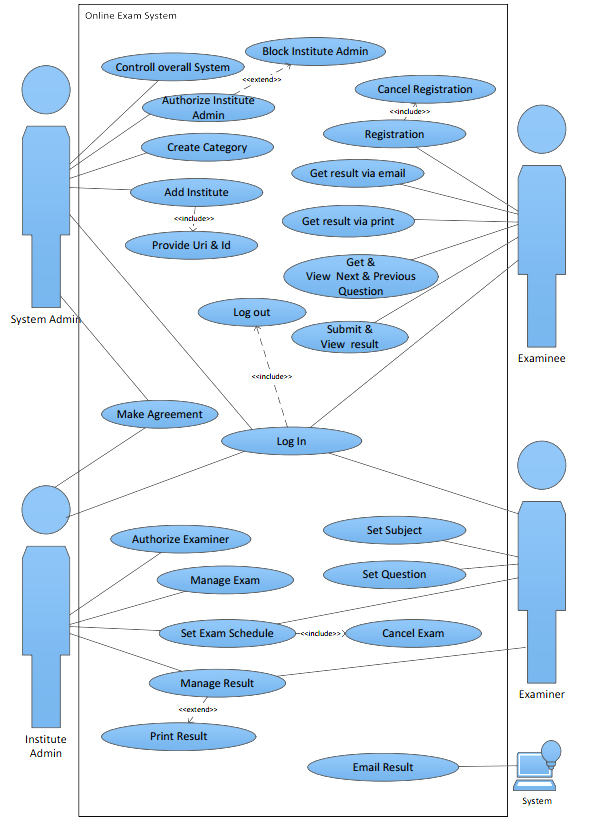 Online Exam System
Block Institute Admin
Controll overall System
<<extend>>
Cancel Registration
Authorize Institute
Admin
<<include>>
Registration
Create Category
Get result via email
Add Institute
<<include>>
Get result via print
Provide Uri & Id
Get &
View Next & Previous
Question
Log out
System Admin
Submit &
View result
Examinee
<<include>>
Make Agreement
Log In
Authorize Examiner
Set Subject
Manage Exam
Set Question
Set Exam Schedule
<<include>>
Cancel Exam
Manage Result
Examiner
<<extend>>
Institute
Admin
Print Result
Email Result
System